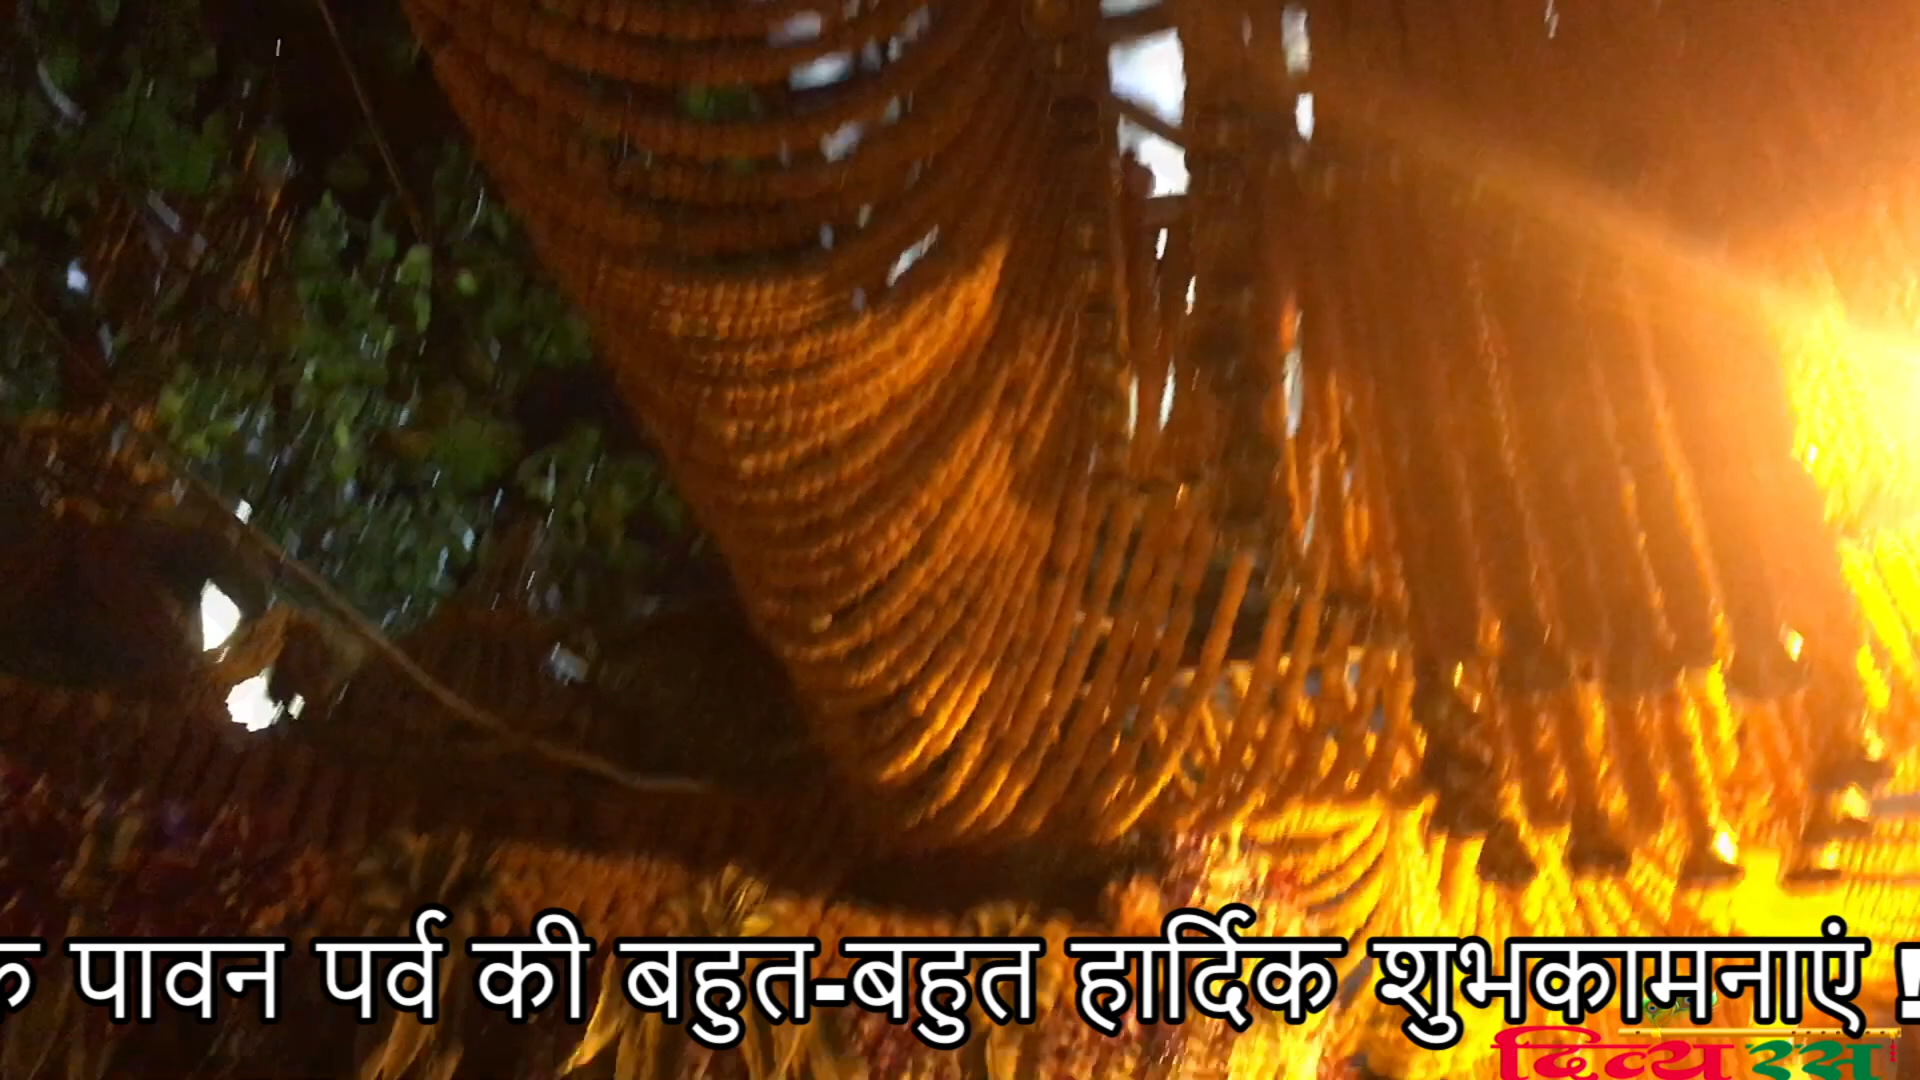 पावन पर्व की बहुत-बहुत हार्दिक शुभकामनाएं !
दिव्य रस